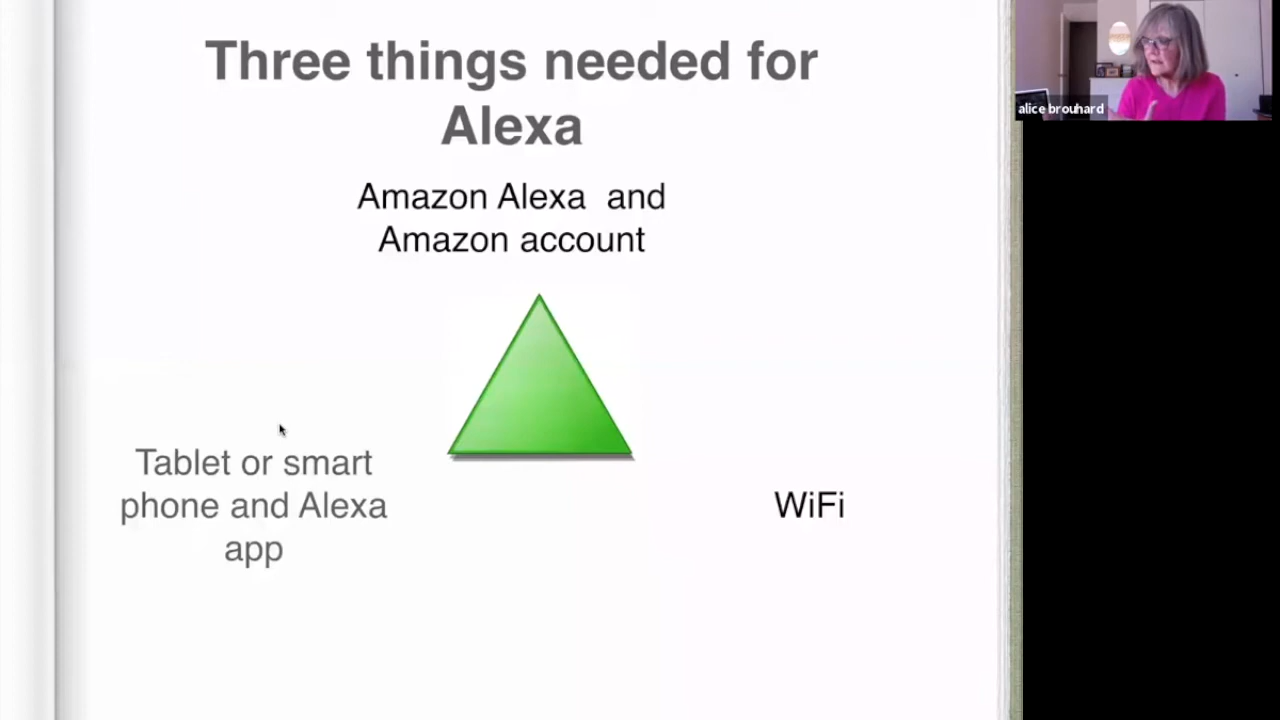 Three things needed for
Alexa
Amazon Alexa  and
Amazon account
Tablet or smart
phone and Alexa
app
WiFi
alice brouhard